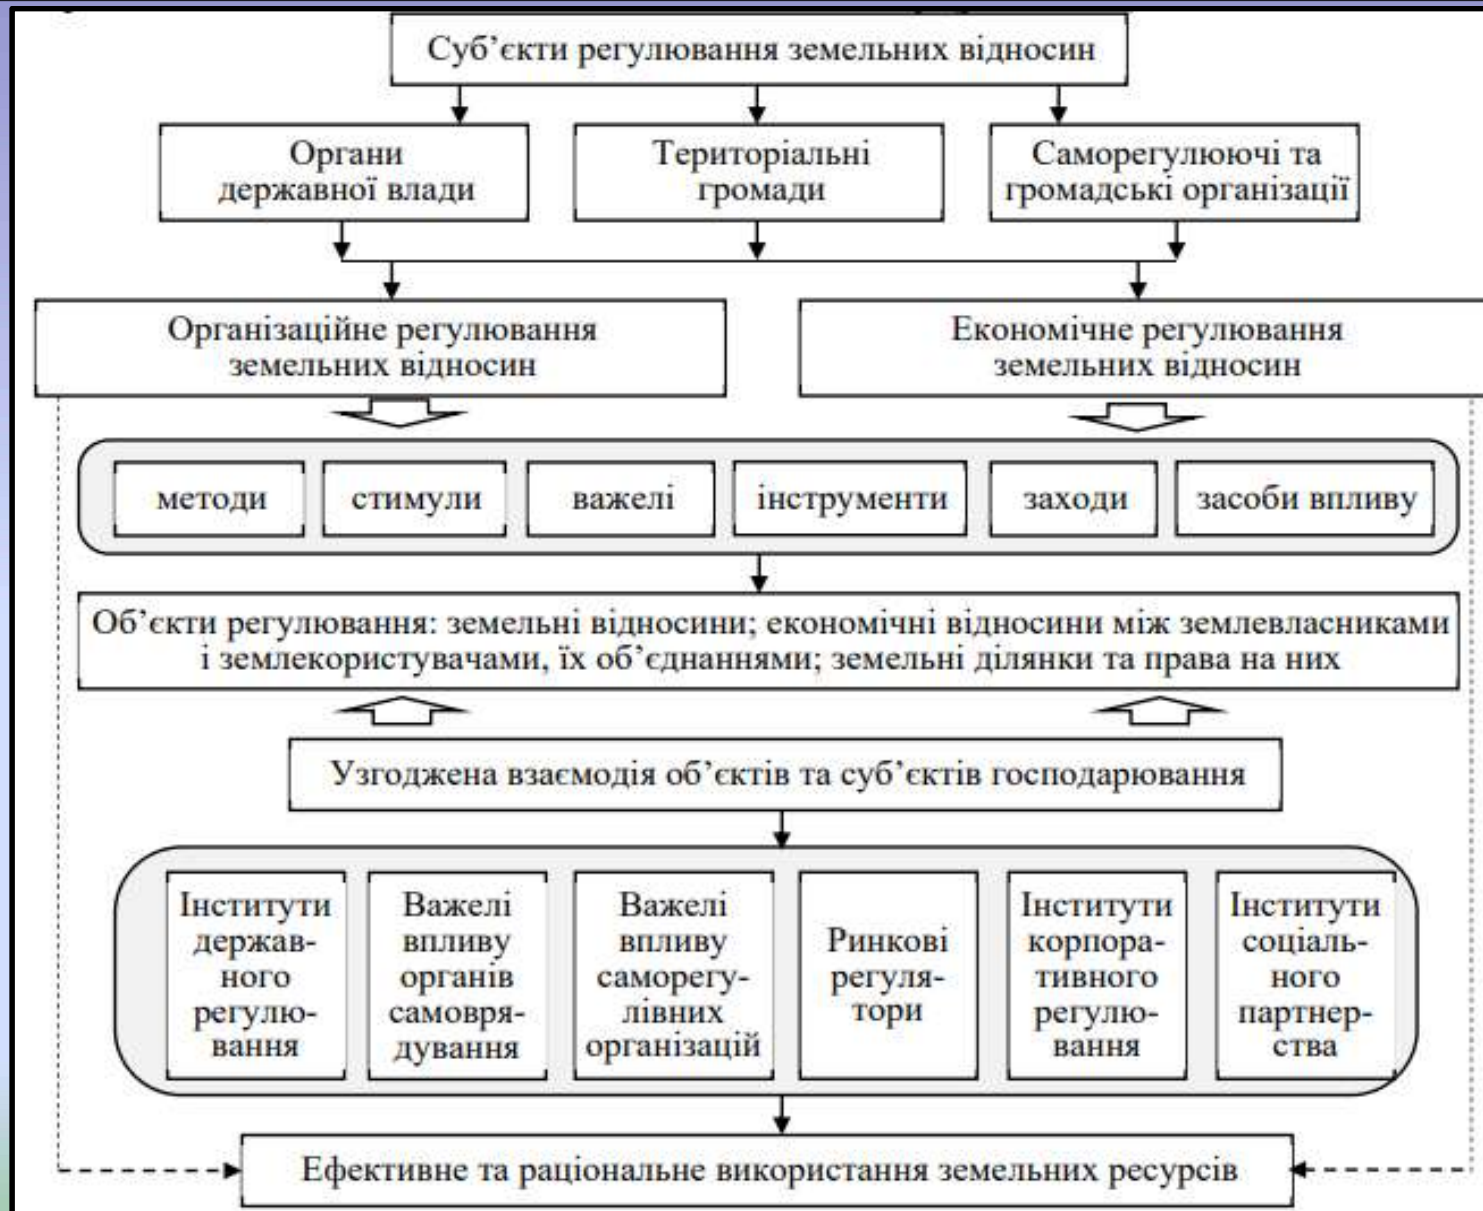 Суб’єкти регулювання земельних відносин
Органи
державної влади
Територіальні
громади
Саморегулюючі та
громадські організації
Організаційне регулювання
земельних відносин
Економічне регулювання
земельних відносин
методи
стимули
важелі
інструменти
заходи
засоби впливу
Об’єкти регулювання: земельні відносини; економічні відносини між землевласниками
і землекористувачами, їх об’єднаннями; земельні ділянки та права на них
Узгоджена взаємодія об’єктів та суб’єктів господарювання
Інститути
держав-
ного
регулю-
вання
Важелі
впливу
органів
самовря-
дування
Важелі
впливу
саморегу-
лівних
організацій
Ринкові
регуля-
тори
Інститути
корпора-
тивного
регулю-
вання
Інститути
соціаль-
ного
партнер-
ства
Ефективне та раціональне використання земельних ресурсів